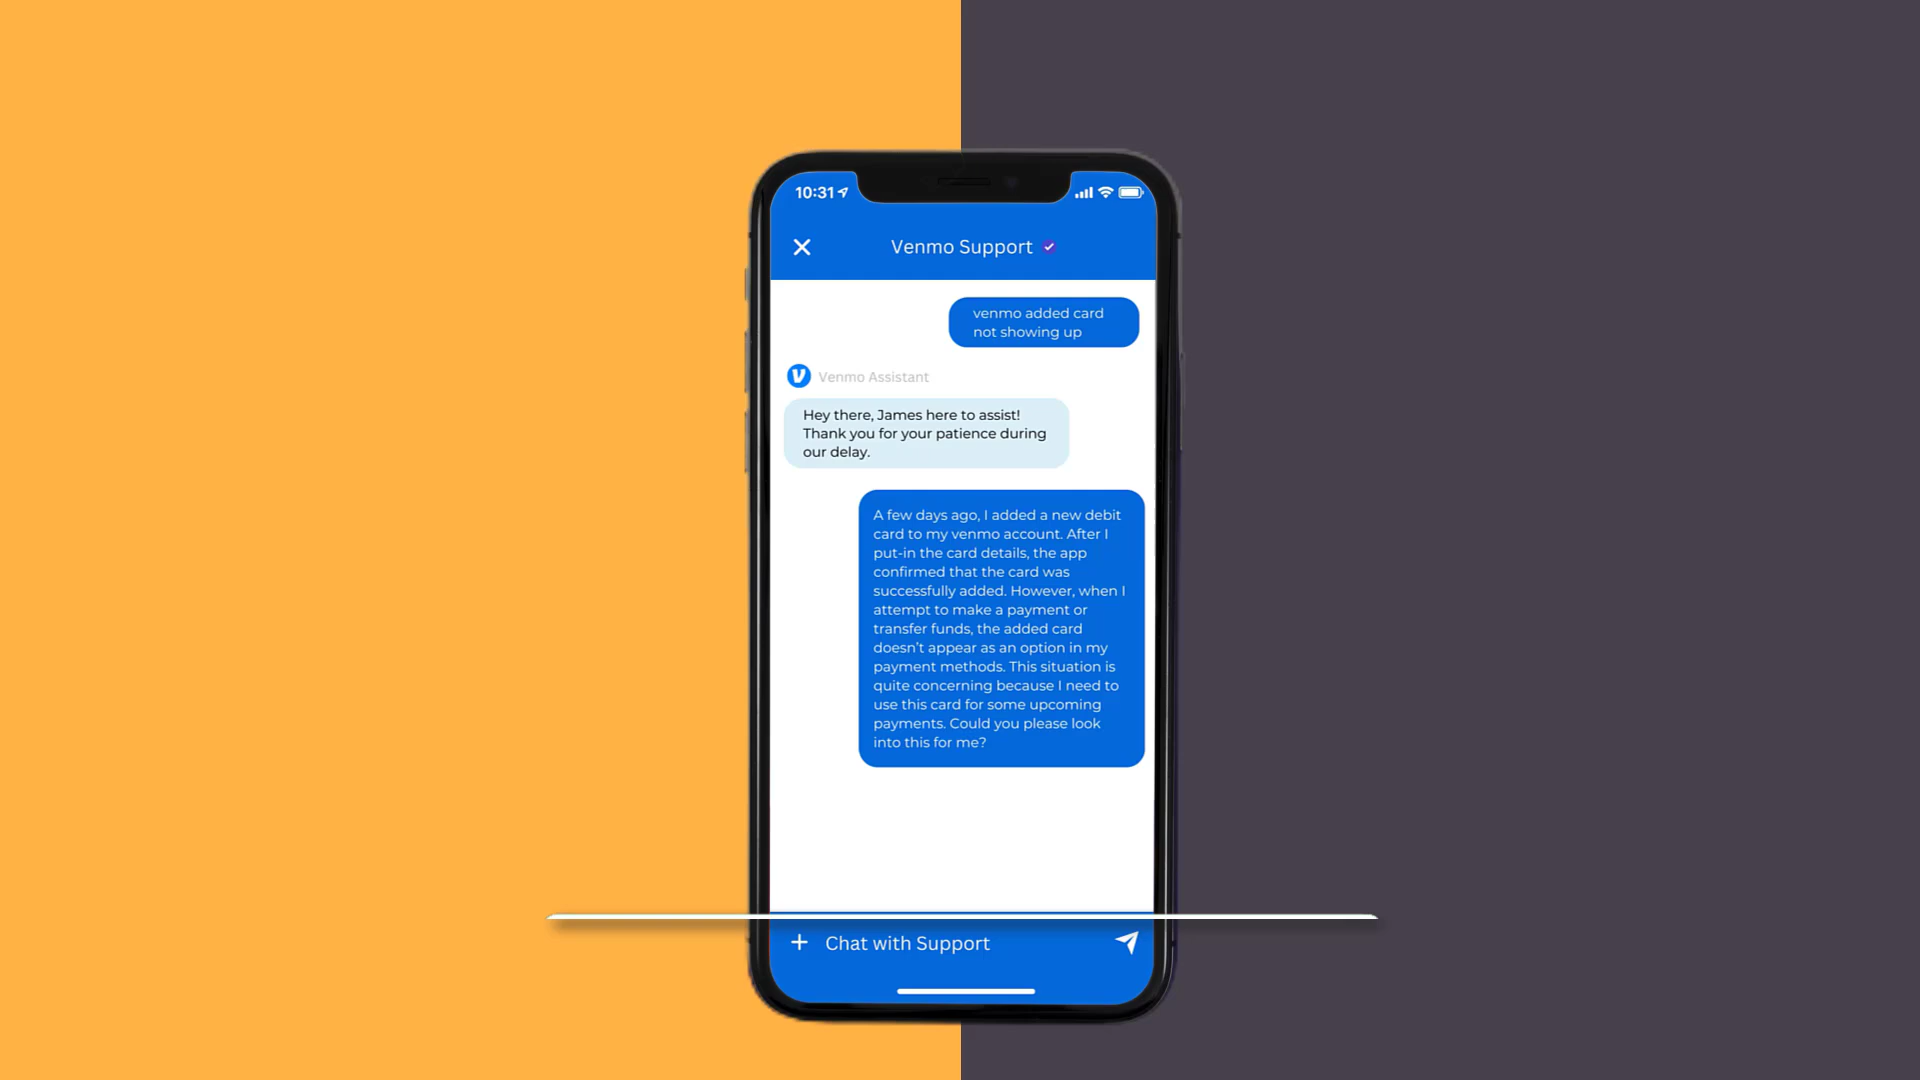 10:31
Venmo Support
venmo added card
not showing up
Venmo Assistant
Hey there, James here to assist!
Thank you for your patience during
our delay.
A few days ago, I added a new debit
card to my venmo account. After I
put-in the card details, the app
confirmed that the card was
successfully added. However, when I
attempt to make a payment or
transfer funds, the added card
doesn't appear as an option in my
payment methods. This situation is
quite concerning because I need to
use this card for some upcoming
payments. Could you please look
into this for me?
Chat with Support